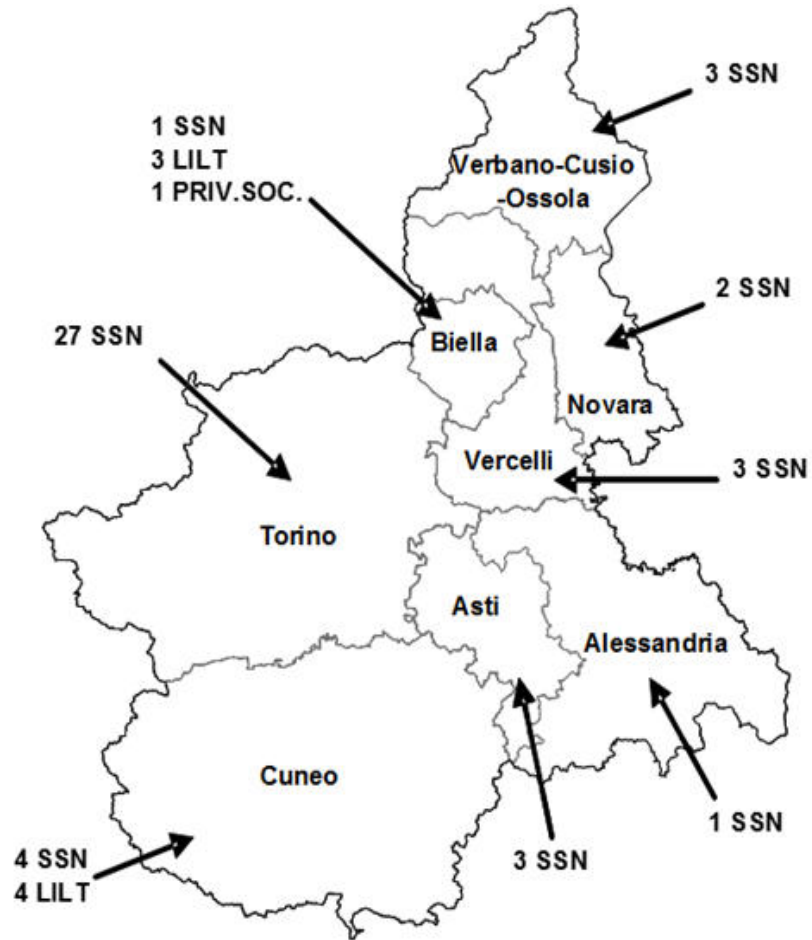 3 SSN
1 SSN
3 LILT
1 PRIV.SOC.
Verbano-Cusio
-Ossola
2 SSN
27 SSN
Biella
Novara
Vercelli
3 SSN
Torino
Asti
Alessandria
Cuneo
1 SSN
3 SSN
4 SSN
4 LILT